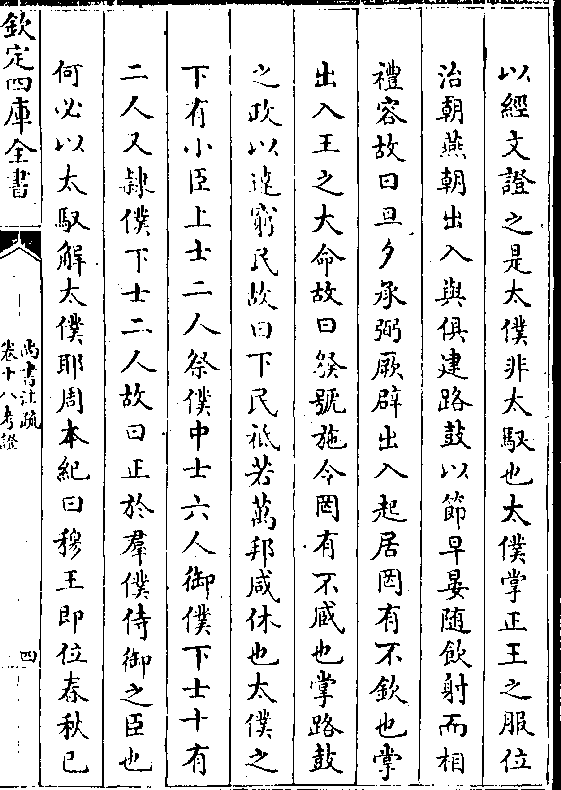 以經文證之是太僕非太馭也太僕掌正王之服位
治朝燕朝出入與俱建路鼓以節早晏随飲射而相
禮容故曰旦夕承弼厥辟出入起居罔有不欽也掌
出入王之大命故曰發號施令罔有不臧也掌路鼓
之政以達窮民故曰下民祗若萬邦咸休也太僕之
下有小臣上士二人祭僕中士六人御僕下士十有
二人又隸僕下士二人故曰正於羣僕侍御之臣也
何必以太馭解太僕耶周本紀曰穆王即位春秋已
欽定四庫全書
尚書注疏
卷十八考證
四